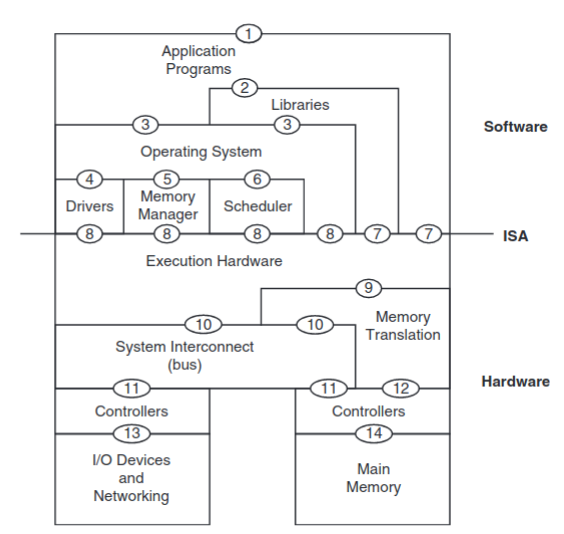 1
Application
Programs
2
Libraries
3 3
Software
Operating System
4 5 6
Drivers
Memory
Manager
Scheduler
8 8 8 8 7 7
ISA
Execution Hardware
9
Memory
Translation
10 10
System Interconnect
(bus)
Hardware
11 11 12
Controllers Controllers
13 14
I/O Devices
and
Networking
Main
Memory